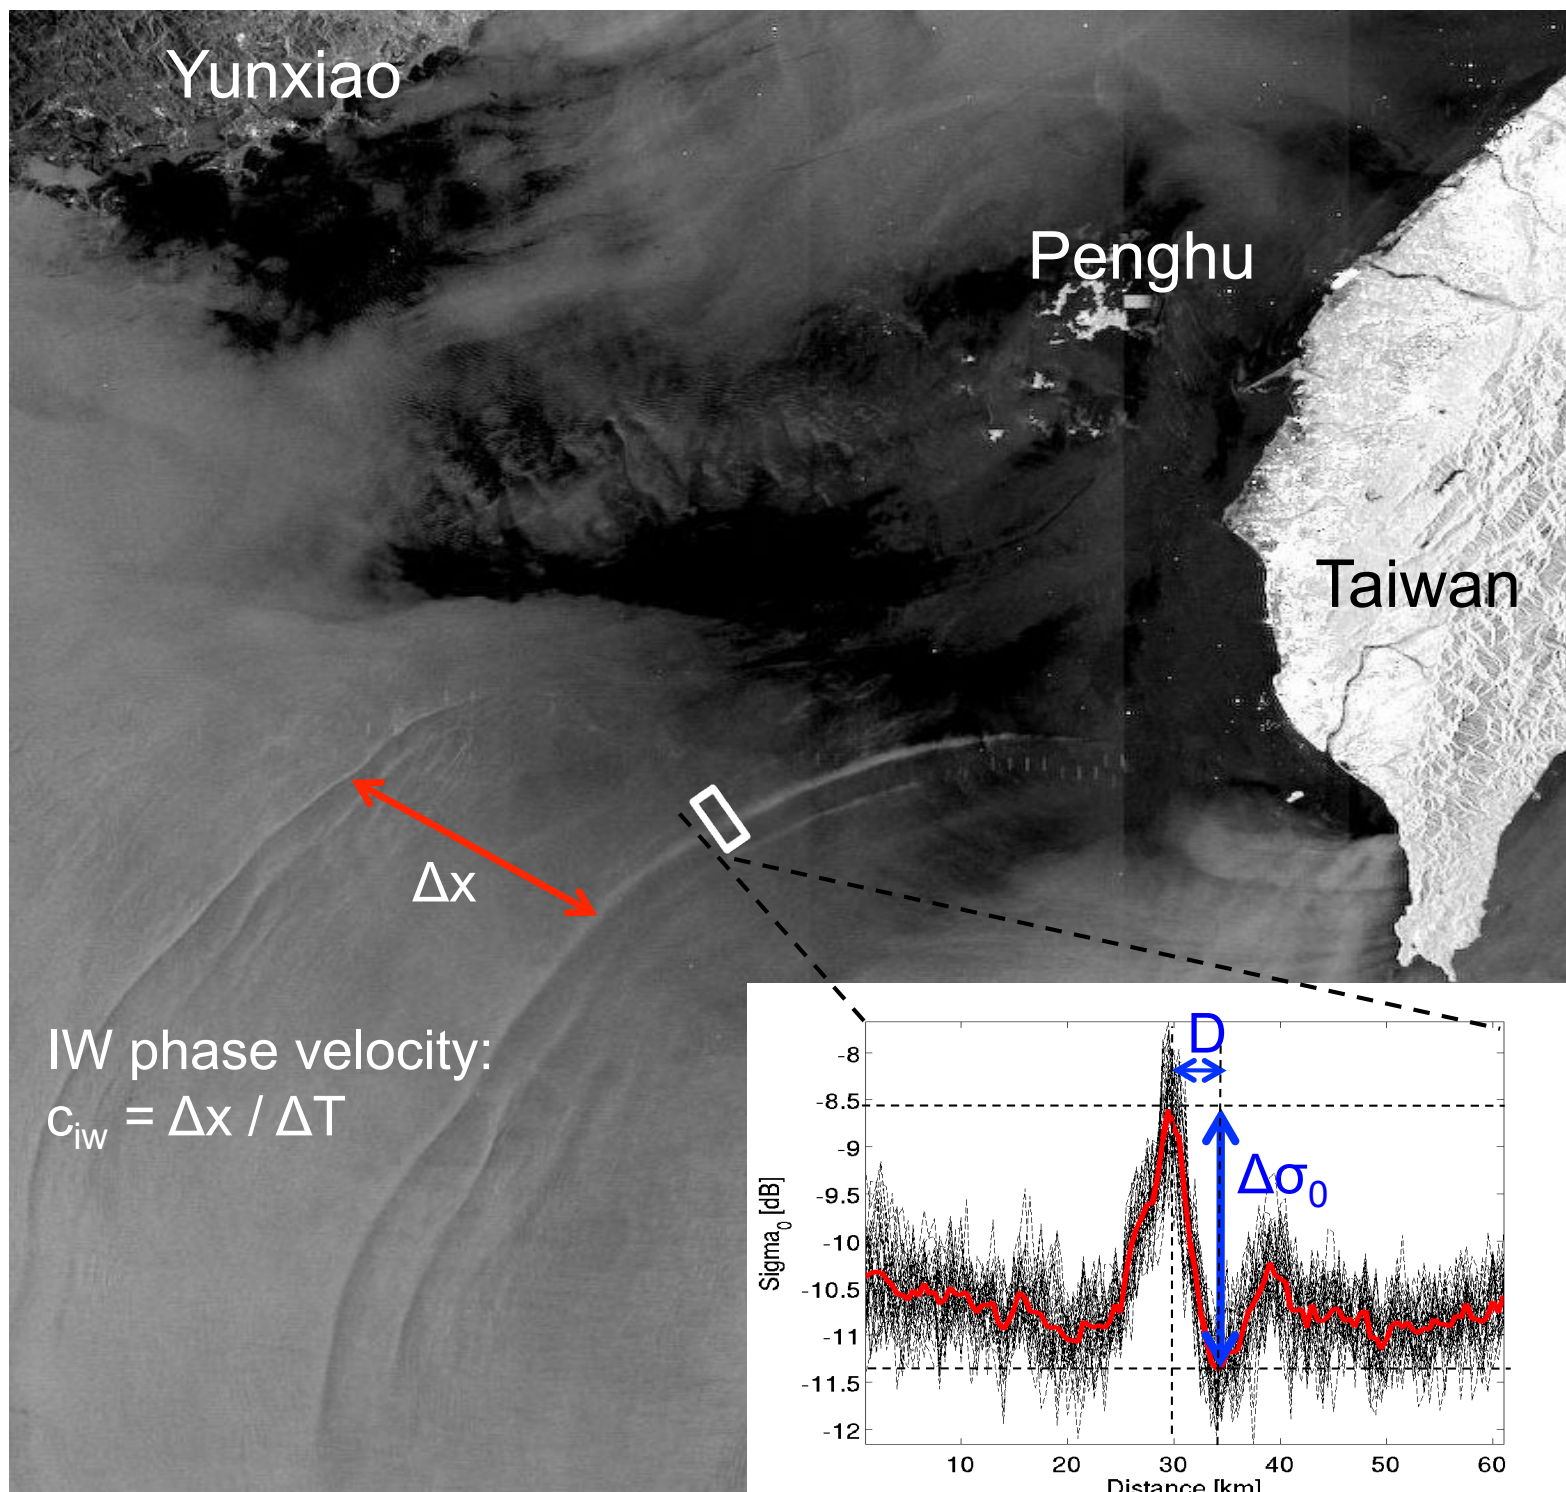 Yunxiao
Penghu
Taiwan
Δx
IW phase velocity:
c_iw = Δx / ΔT
D
Δσ₀
Sigma₀ [dB]
-8
-8.5
-9
-9.5
-10
-10.5
-11
-11.5
-12
10 20 30 40 50 60
Distance [km]